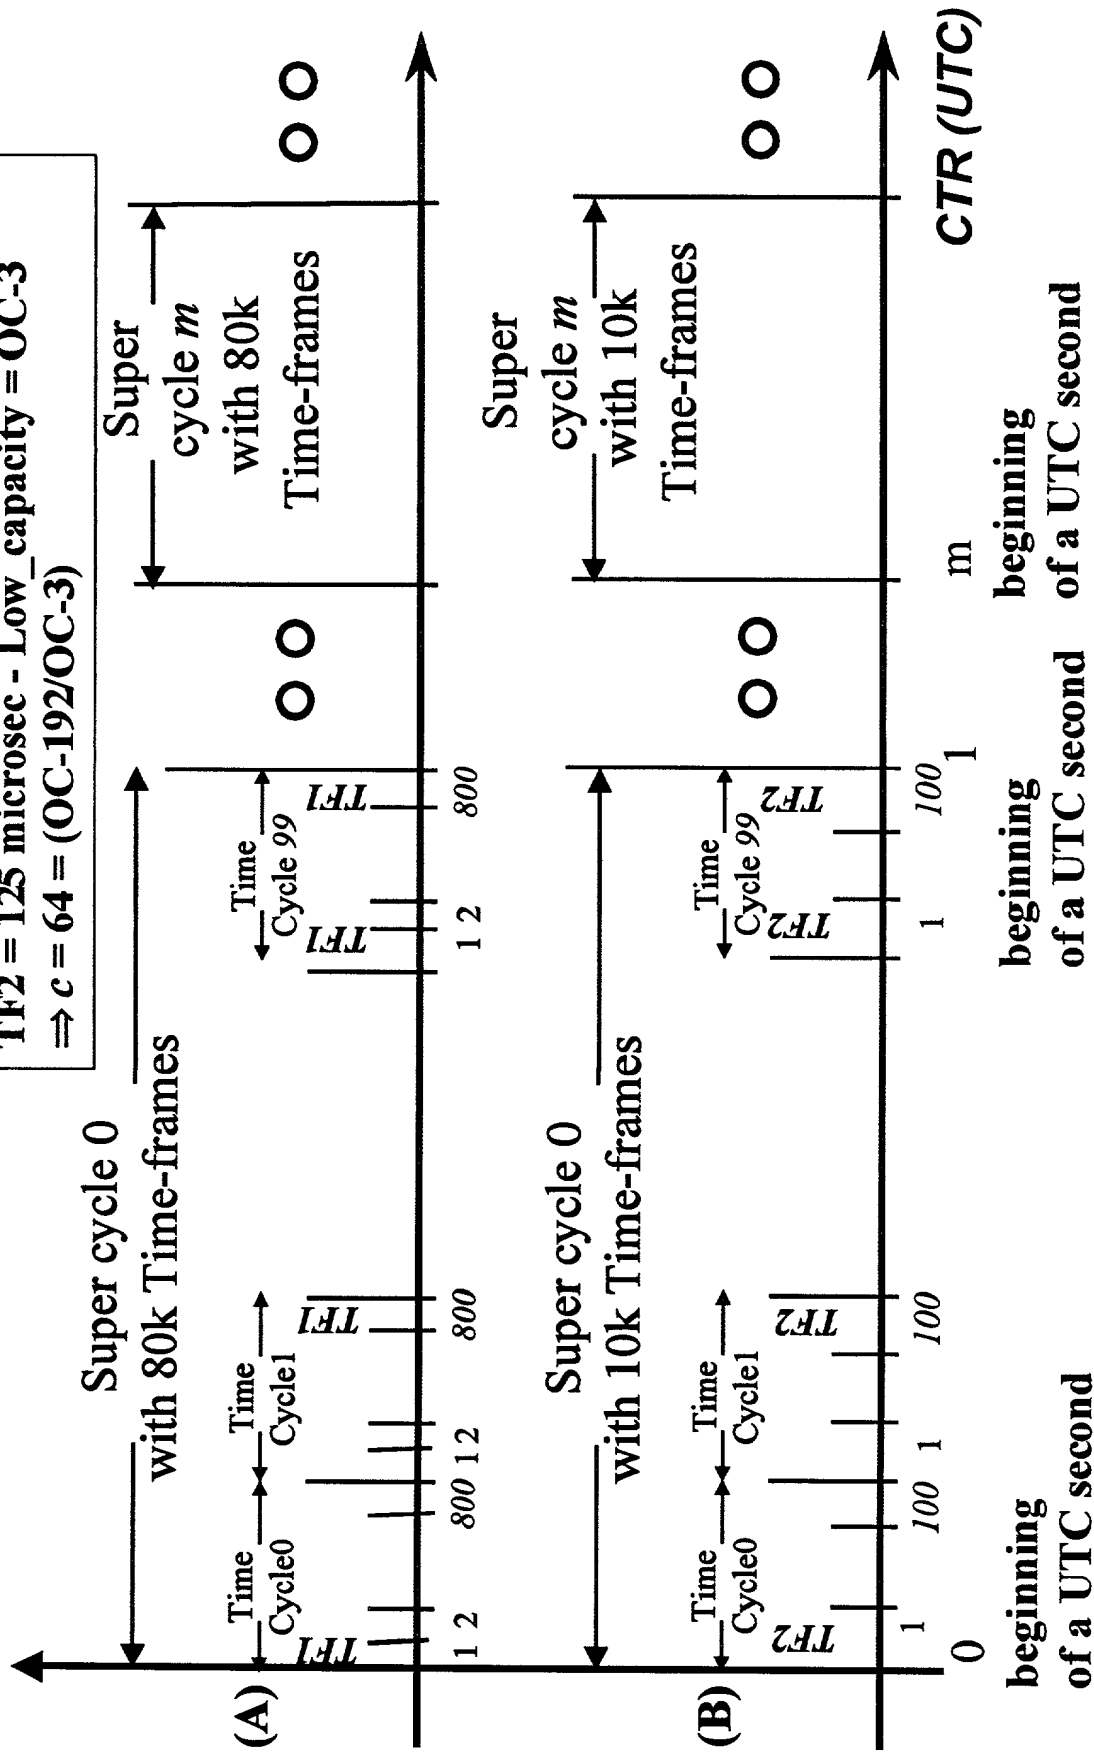 TF2 = 125 microsec - Low_capacity = OC-3
⇒ c = 64 = (OC-192/OC-3)
(A)
Super cycle 0
with 80k Time-frames
Super
cycle m
with 80k
Time-frames
Time
Cycle0
Time
Cycle1
Time
Cycle 99
TF1
TF1
TF1
TF1
1 2
800
1 2
800
1 2
800
(B)
Super cycle 0
with 10k Time-frames
Super
cycle m
with 10k
Time-frames
Time
Cycle0
Time
Cycle1
Time
Cycle 99
TF2
TF2
TF2
TF2
1
100
1
100
1
100
0
1
m
CTR (UTC)
beginning
of a UTC second
beginning
of a UTC second
beginning
of a UTC second